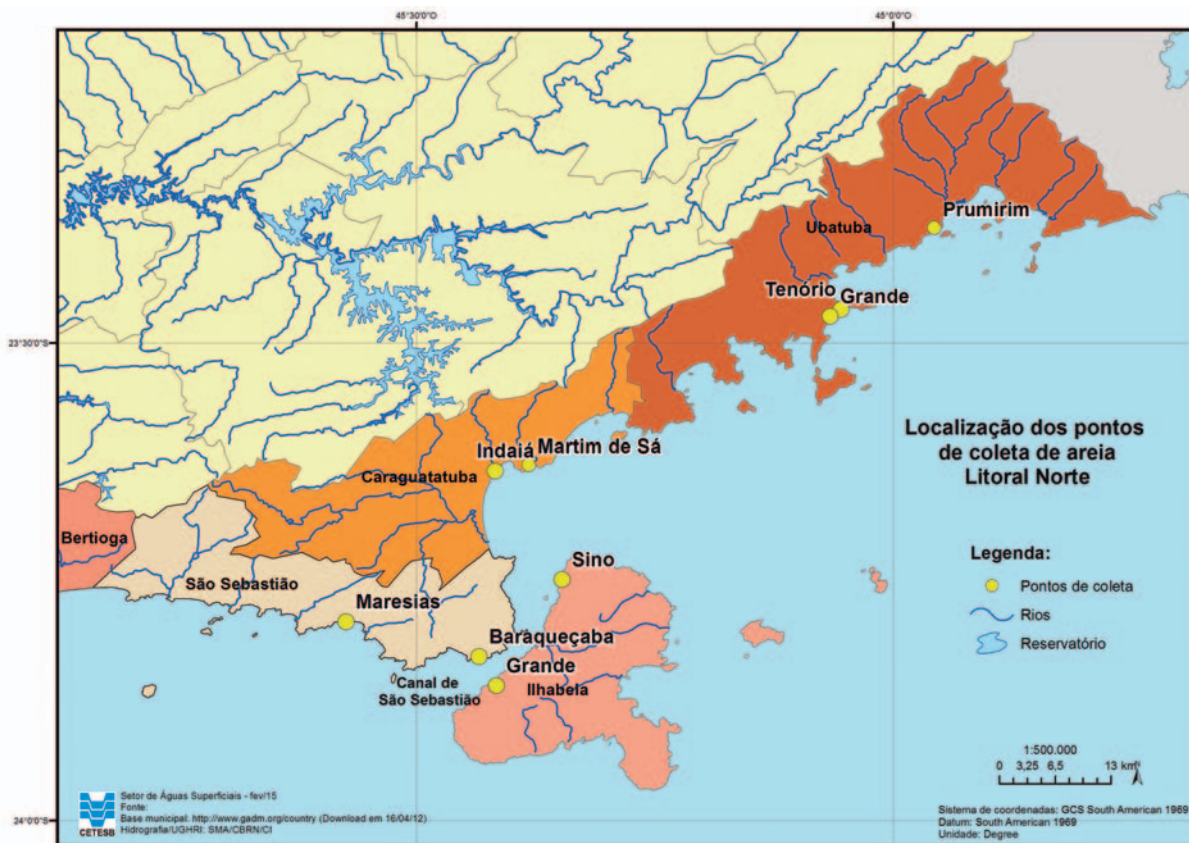 45°30'0"O
45°0'0"O
Prumirim
Ubatuba
Tenório
Grande
23°30'0"S
Localização dos pontos
de coleta de areia
Litoral Norte
Indaiá
Martim de Sá
Caraguatatuba
Bertioga
São Sebastião
Sino
Maresias
Baraqueçaba
Grande
Ilhabela
Canal de
São Sebastião
Legenda:
Pontos de coleta
Rios
Reservatório
1:500.000
0 3,25 6,5 13 km
24°0'0"S
CETESB
Setor de Águas Superficiais - fev/15
Fonte:
Base municipal: http://www.gadm.org/country (Download em 16/04/12)
Hidrografia/UGHRI: SMA/CBRN/CI
Sistema de coordenadas: GCS South American 1969
Datum: South American 1969
Unidade: Degree